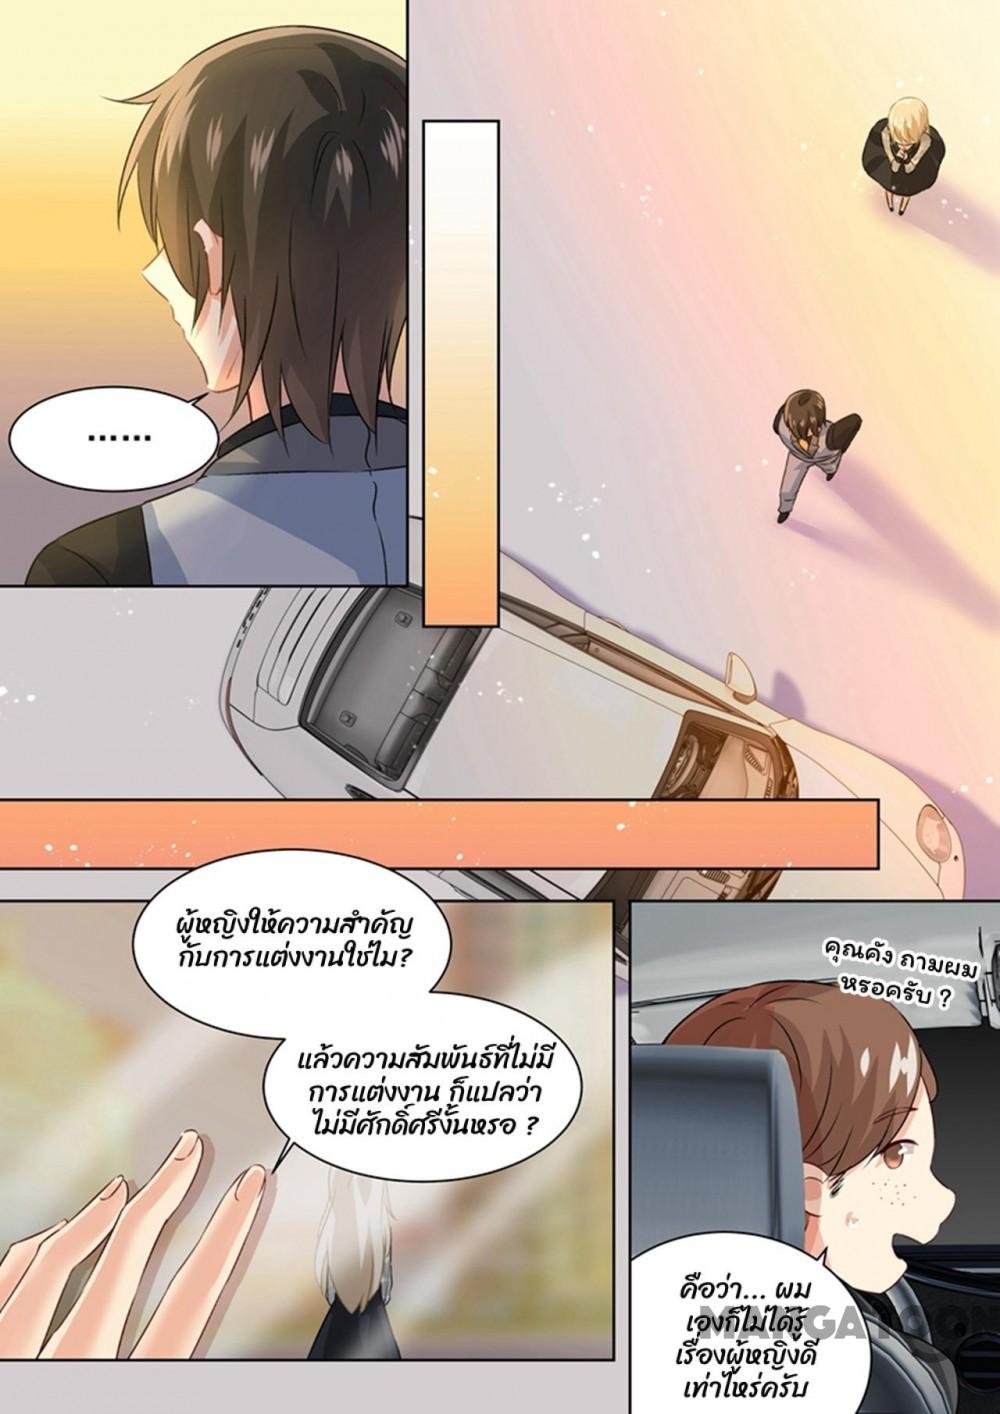 ......
ผู้หญิงให้ความสำคัญ
กับการแต่งงานใช่ไม?
แล้วความสัมพันธ์ที่ไม่มี
การแต่งงาน ก็แปลว่า
ไม่มีศักดิ์ศรีงั้นหรอ ?
คุณคัง ถามผม
หรอครับ ?
คือว่า... ผม
เองก็ไม่ได้รู้
เรื่องผู้หญิงดี
เท่าไหร่ครับ
MANGATOON